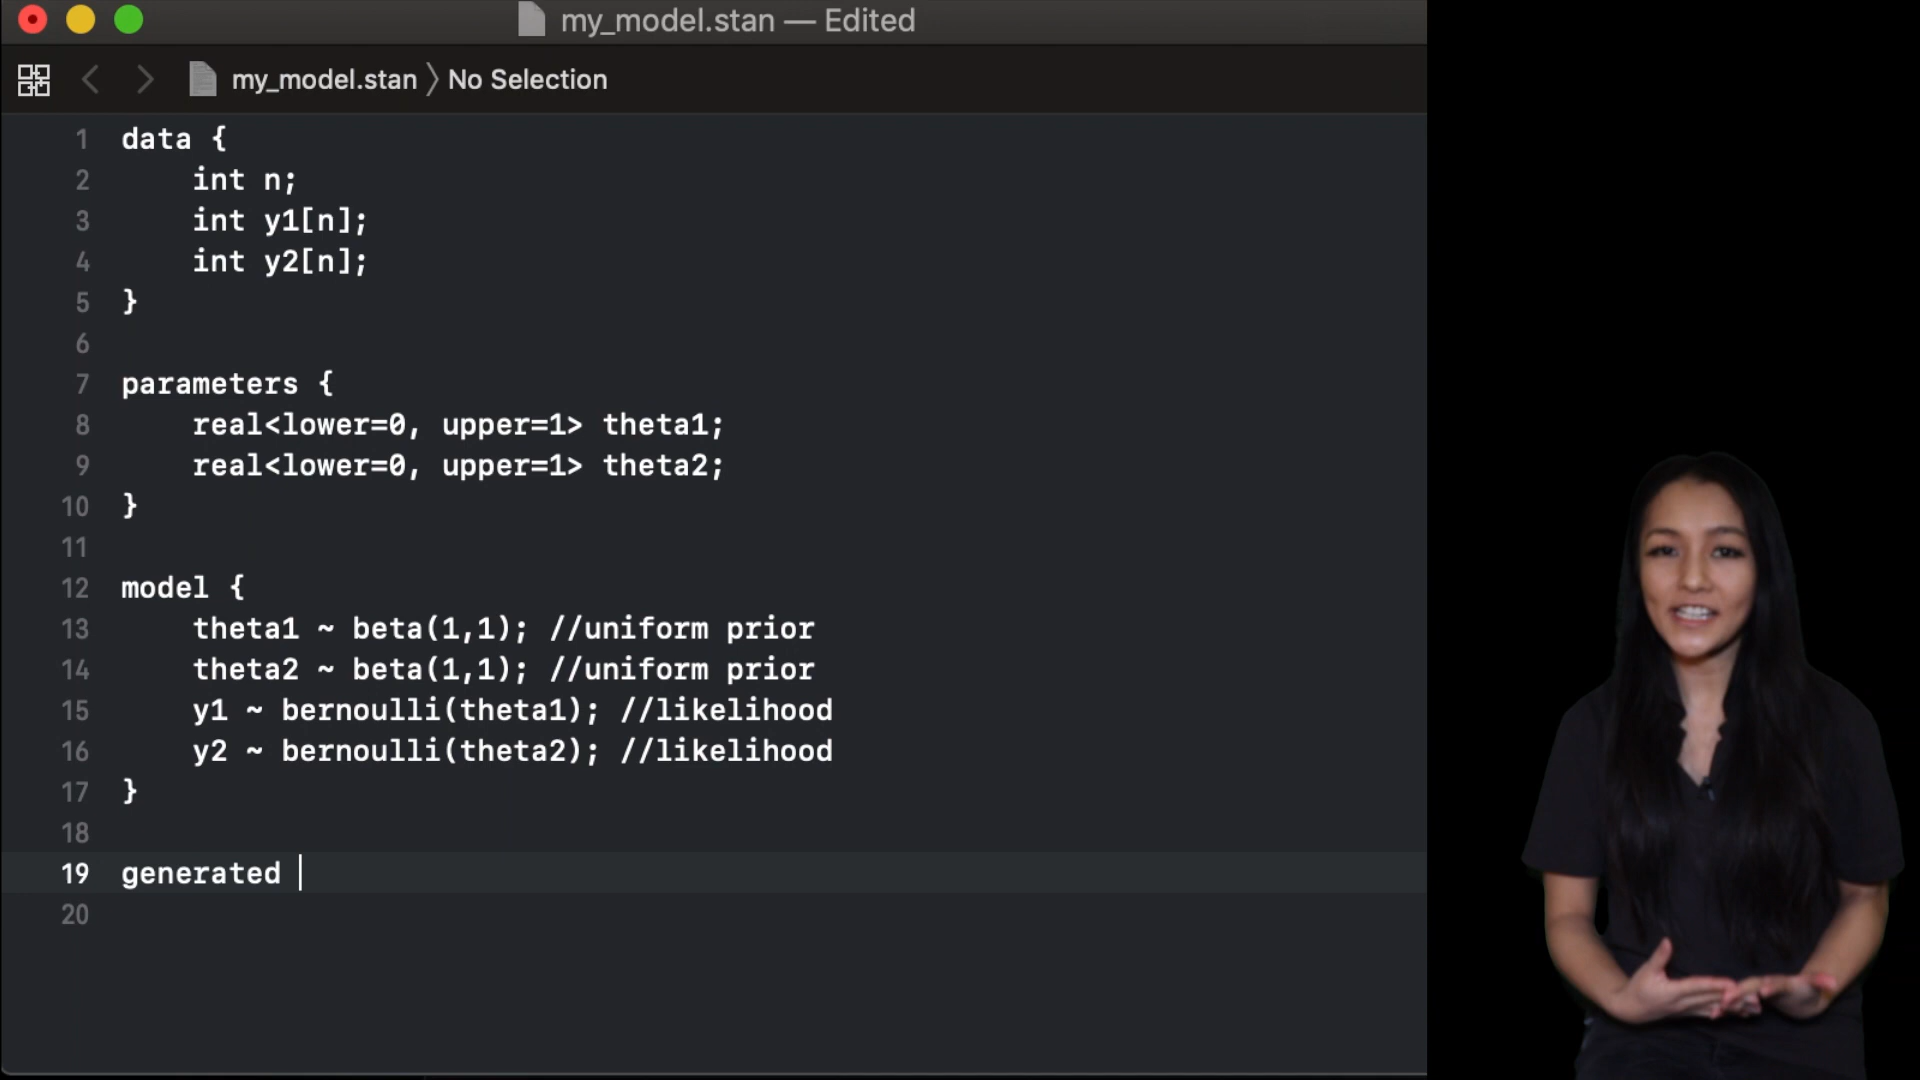 my_model.stan — Edited
my_model.stan 〉 No Selection
1 data {
2 int n;
3 int y1[n];
4 int y2[n];
5 }
6
7 parameters {
8 real<lower=0, upper=1> theta1;
9 real<lower=0, upper=1> theta2;
10 }
11
12 model {
13 theta1 ~ beta(1,1); //uniform prior
14 theta2 ~ beta(1,1); //uniform prior
15 y1 ~ bernoulli(theta1); //likelihood
16 y2 ~ bernoulli(theta2); //likelihood
17 }
18
19 generated
20